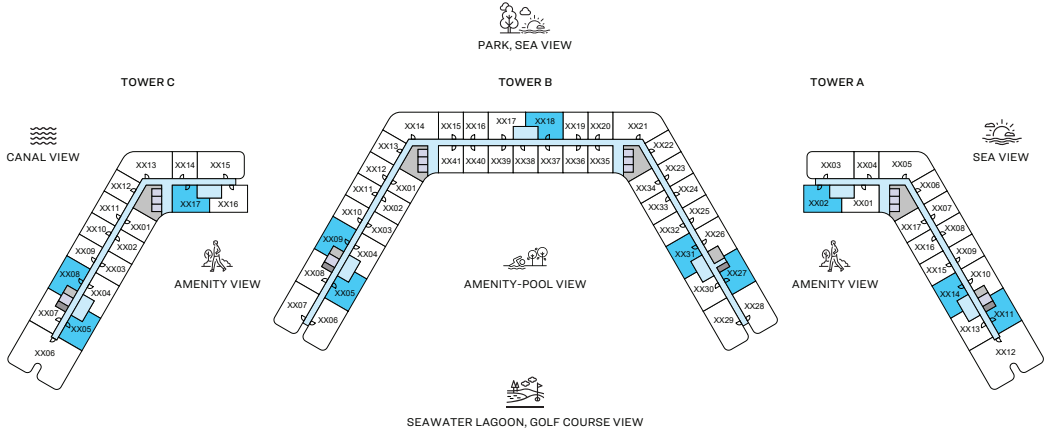 PARK, SEA VIEW
TOWER C
TOWER B
TOWER A
CANAL VIEW
SEA VIEW
XX13
XX14
XX15
XX12
XX11
XX10
XX09
XX08
XX07
XX06
XX05
XX04
XX03
XX02
XX01
XX17
XX16
AMENITY VIEW
XX14
XX15
XX16
XX17
XX18
XX19
XX20
XX21
XX13
XX12
XX11
XX10
XX09
XX08
XX07
XX06
XX05
XX04
XX03
XX02
XX01
XX41
XX40
XX39
XX38
XX37
XX36
XX35
XX34
XX33
XX32
XX31
XX30
XX29
XX28
XX27
XX26
XX25
XX24
XX23
XX22
AMENITY-POOL VIEW
XX03
XX04
XX05
XX02
XX01
XX06
XX07
XX08
XX09
XX10
XX11
XX12
XX13
XX14
XX15
XX16
XX17
AMENITY VIEW
SEAWATER LAGOON, GOLF COURSE VIEW